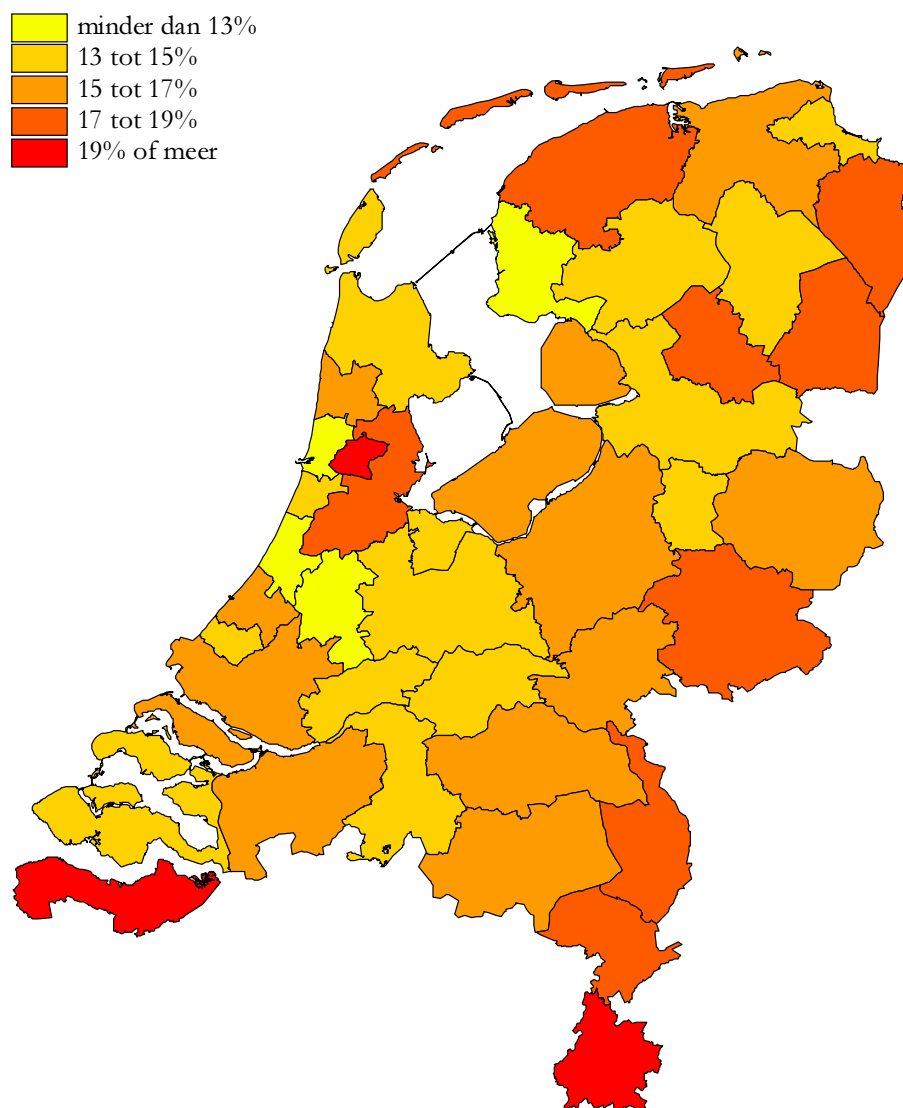 minder dan 13%
13 tot 15%
15 tot 17%
17 tot 19%
19% of meer